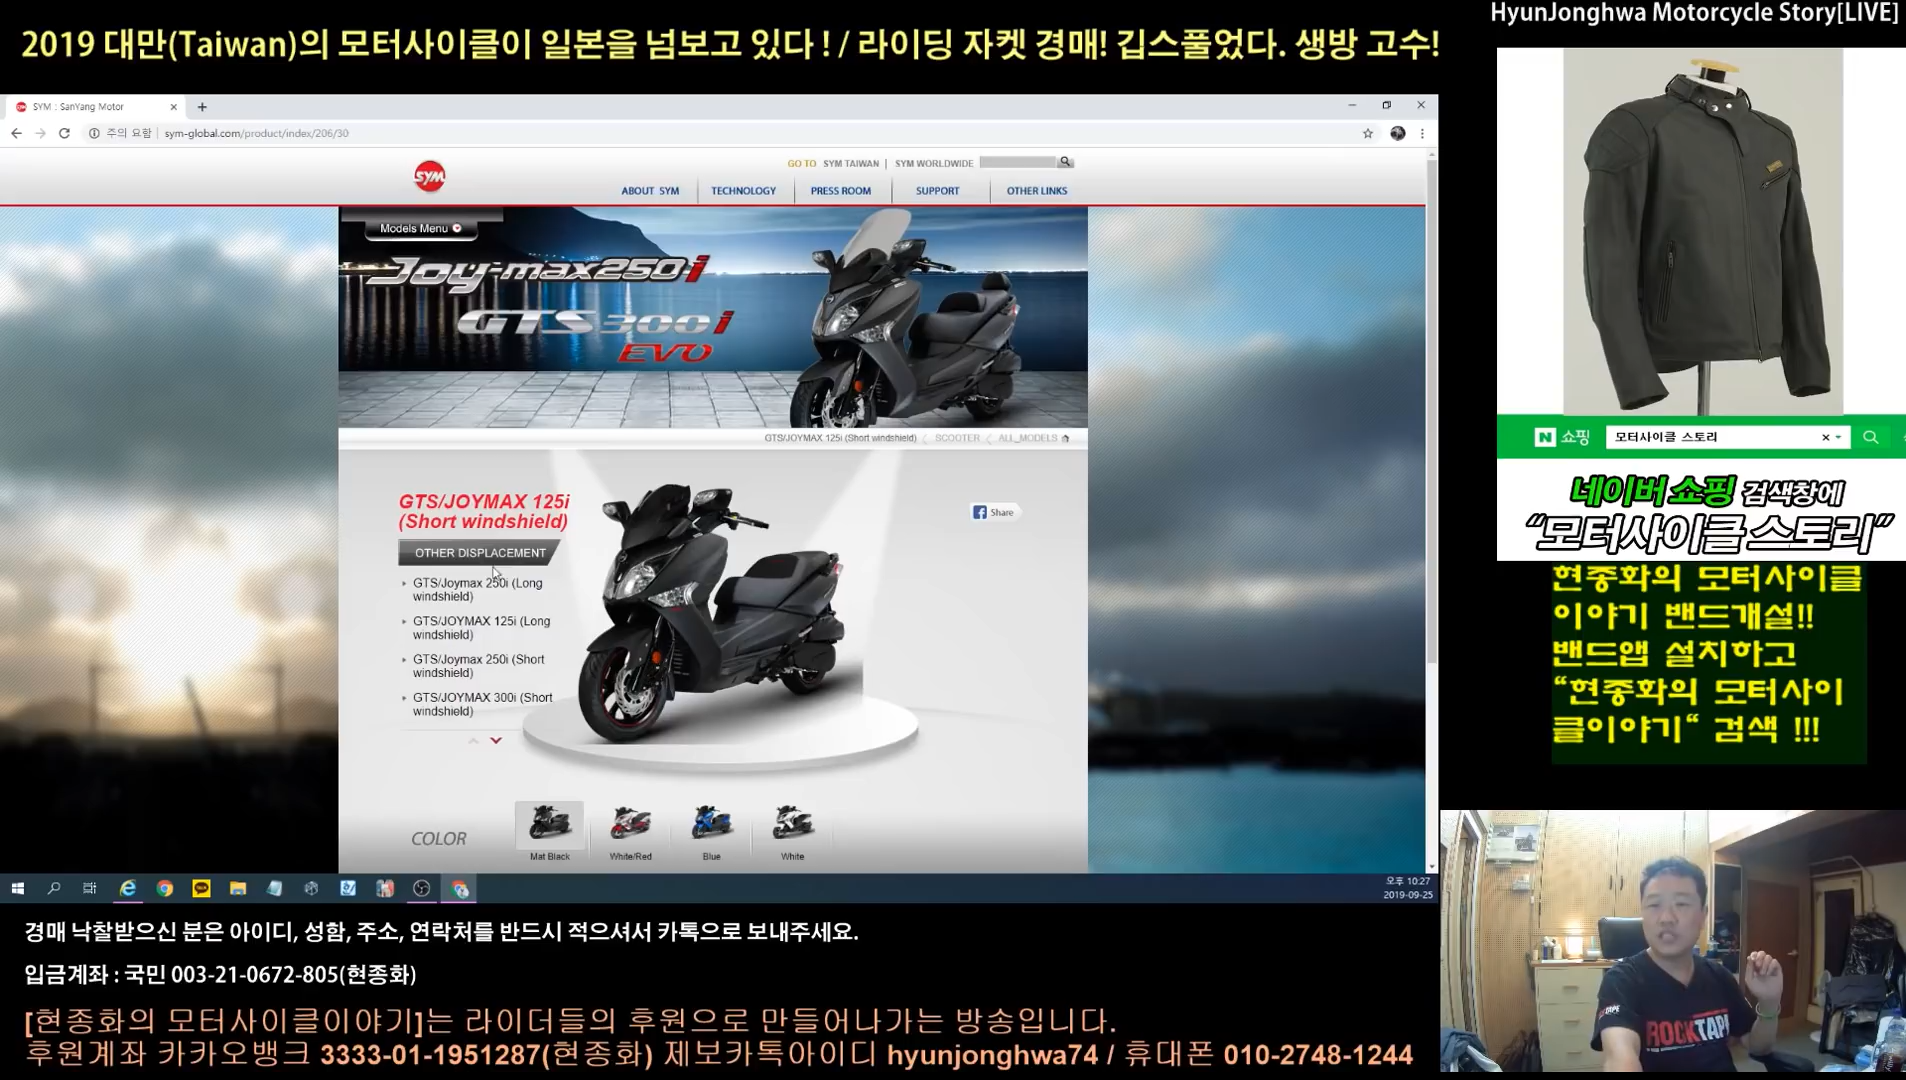 HyunJonghwa Motorcycle Story[LIVE]
2019 대만(Taiwan)의 모터사이클이 일본을 넘보고 있다 ! / 라이딩 자켓 경매! 깁스풀었다. 생방 고수!
SYM : SanYang Motor
주의 요함
sym-global.com/product/index/206/30
SYM
GO TO SYM TAIWAN | SYM WORLDWIDE
ABOUT SYM
TECHNOLOGY
PRESS ROOM
SUPPORT
OTHER LINKS
Models Menu
Joy-max250i
GTS 300i
EVO
GTS/JOYMAX 125i (Short windshield)
SCOOTER
ALL_MODELS
GTS/JOYMAX 125i
(Short windshield)
OTHER DISPLACEMENT
GTS/Joymax 250i (Long
windshield)
GTS/JOYMAX 125i (Long
windshield)
GTS/Joymax 250i (Short
windshield)
GTS/JOYMAX 300i (Short
windshield)
Share
COLOR
Mat Black
White/Red
Blue
White
오후 10:27
2019-09-25
N 쇼핑
모터사이클 스토리
네이버 쇼핑 검색창에
“모터사이클 스토리”
현종화의 모터사이클
이야기 밴드개설!!
밴드앱 설치하고
“현종화의 모터사이
클이야기“ 검색 !!!
ROCKTAPE
경매 낙찰받으신 분은 아이디, 성함, 주소, 연락처를 반드시 적으셔서 카톡으로 보내주세요.
입금계좌 : 국민 003-21-0672-805(현종화)
[현종화의 모터사이클이야기]는 라이더들의 후원으로 만들어나가는 방송입니다.
후원계좌 카카오뱅크 3333-01-1951287(현종화) 제보카톡아이디 hyunjonghwa74 / 휴대폰 010-2748-1244